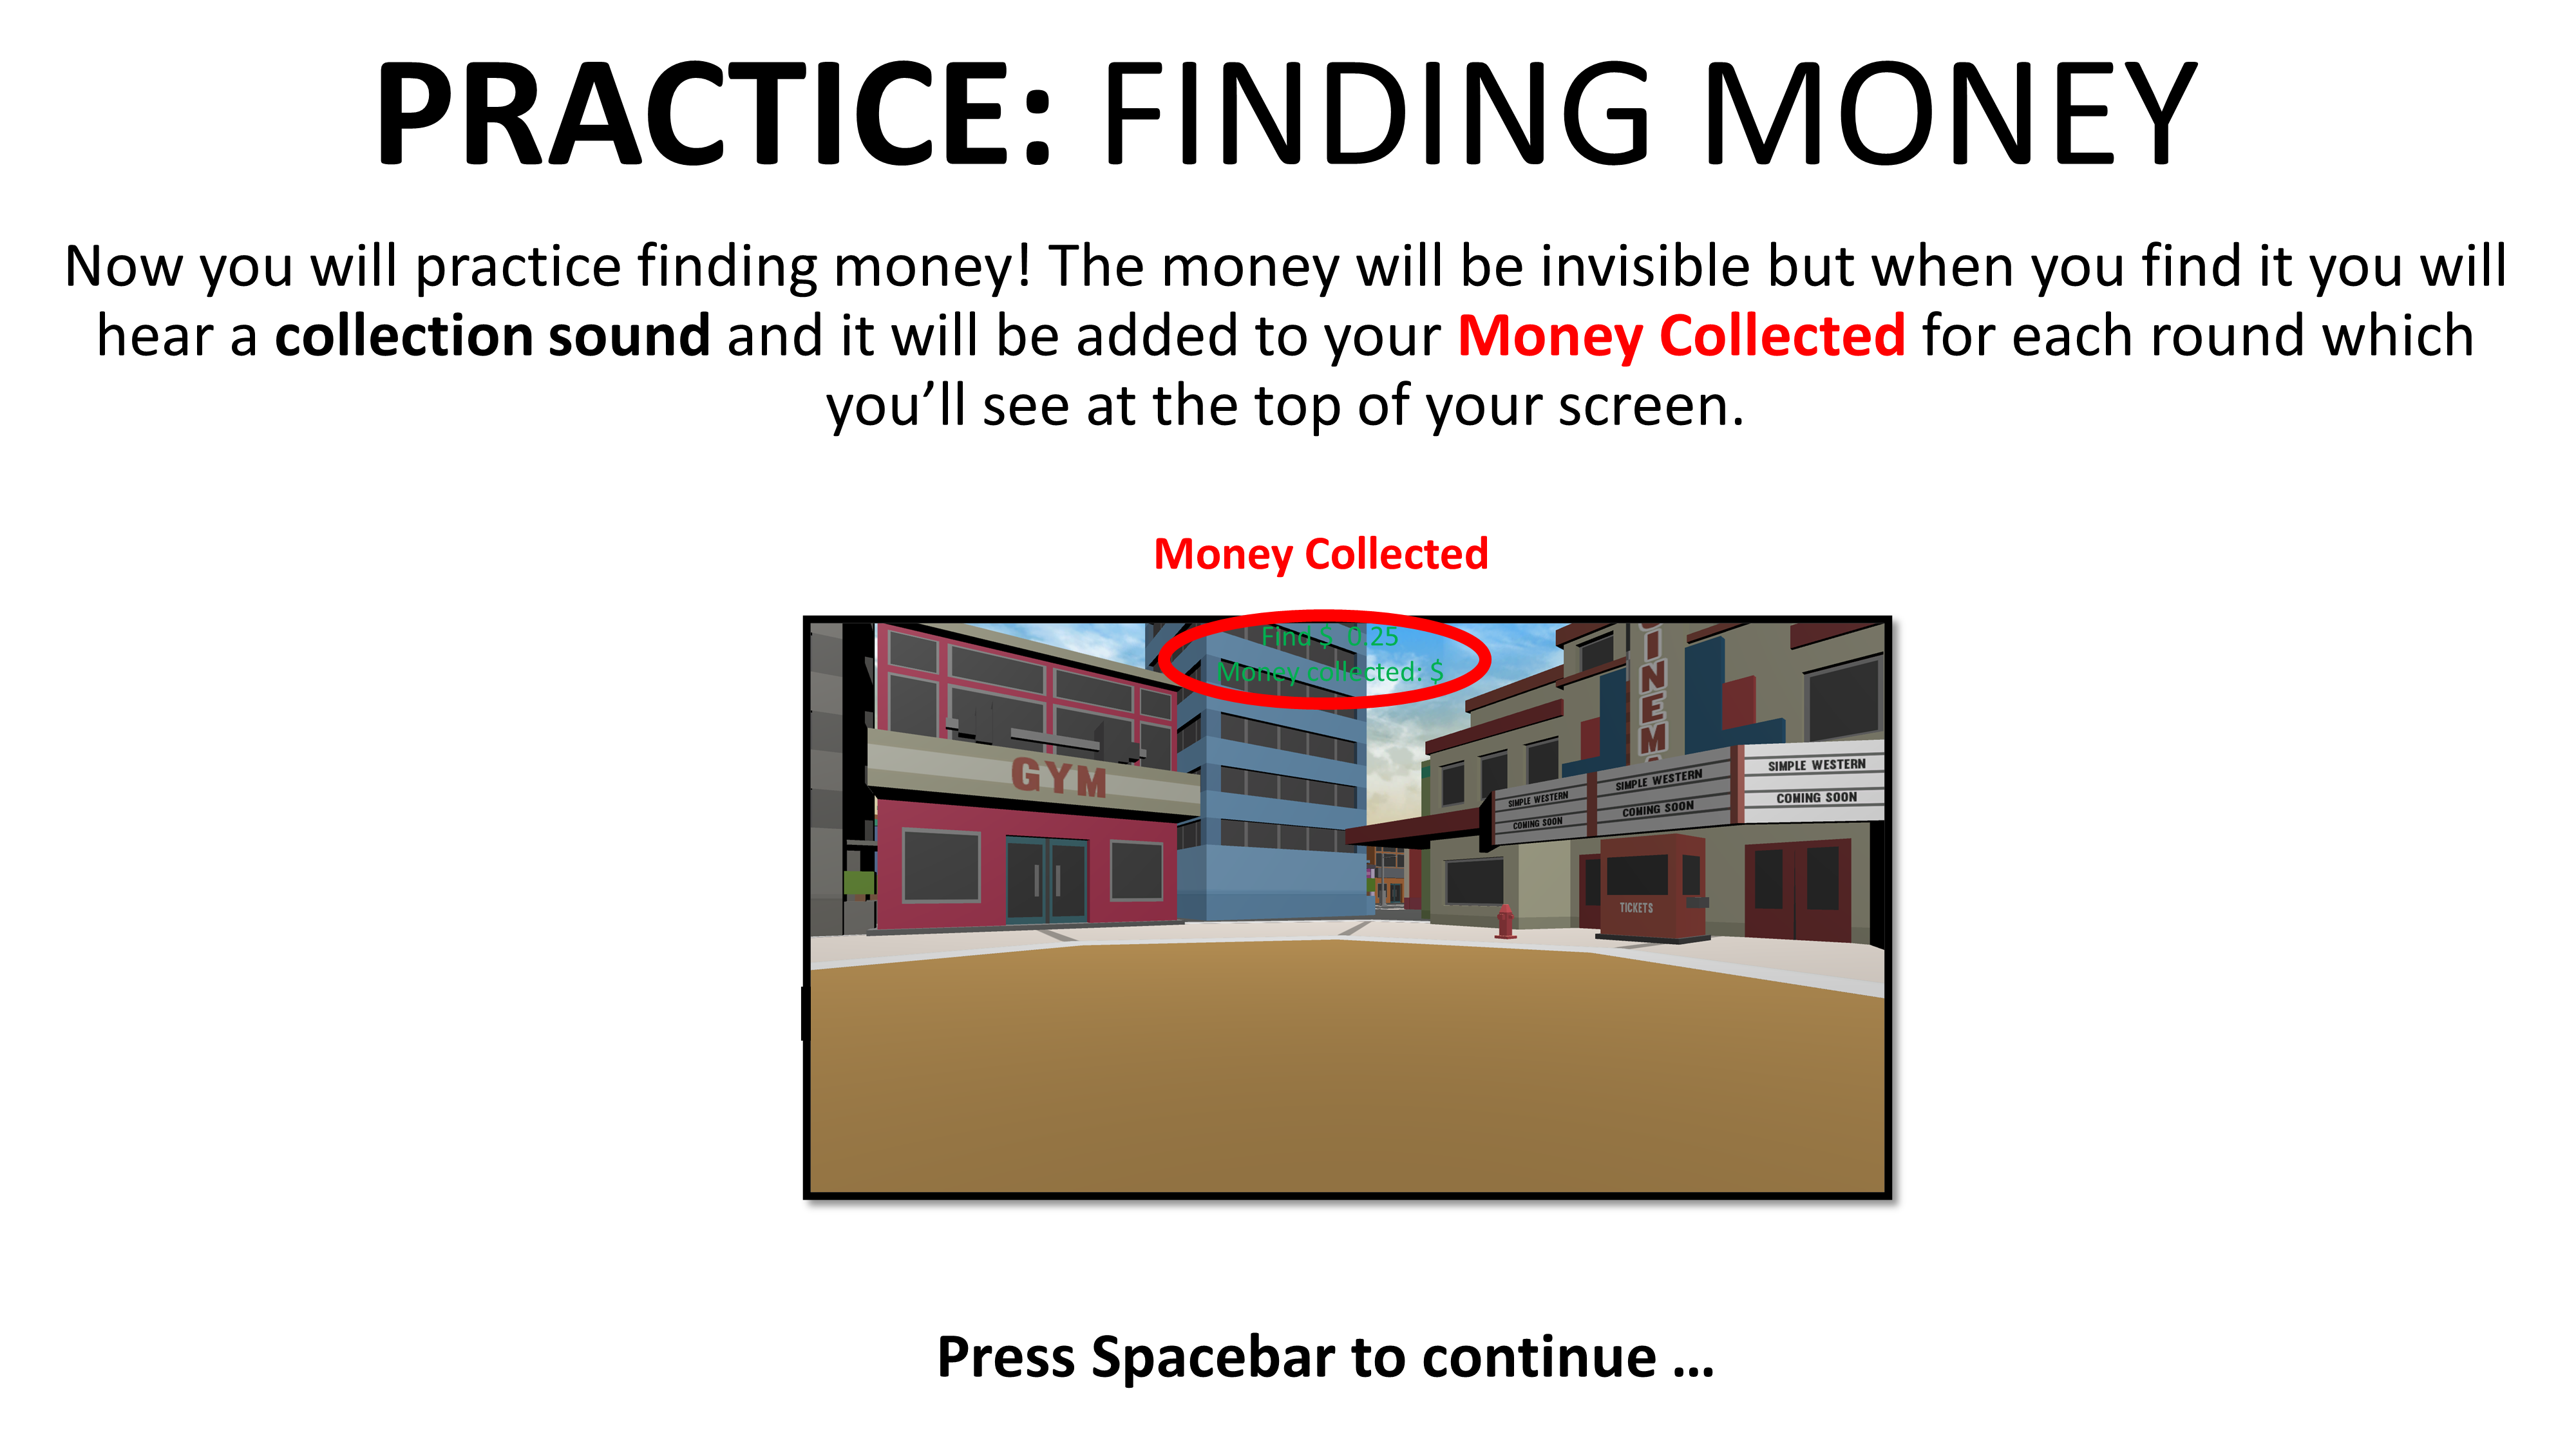 PRACTICE: FINDING MONEY
Now you will practice finding money! The money will be invisible but when you find it you will
hear a collection sound and it will be added to your Money Collected for each round which
you’ll see at the top of your screen.
Money Collected
Find $ 0.25
Money collected: $
GYM
CINEM
SIMPLE WESTERN
COMING SOON
SIMPLE WESTERN
COMING SOON
SIMPLE WESTERN
COMING SOON
TICKETS
Press Spacebar to continue ...